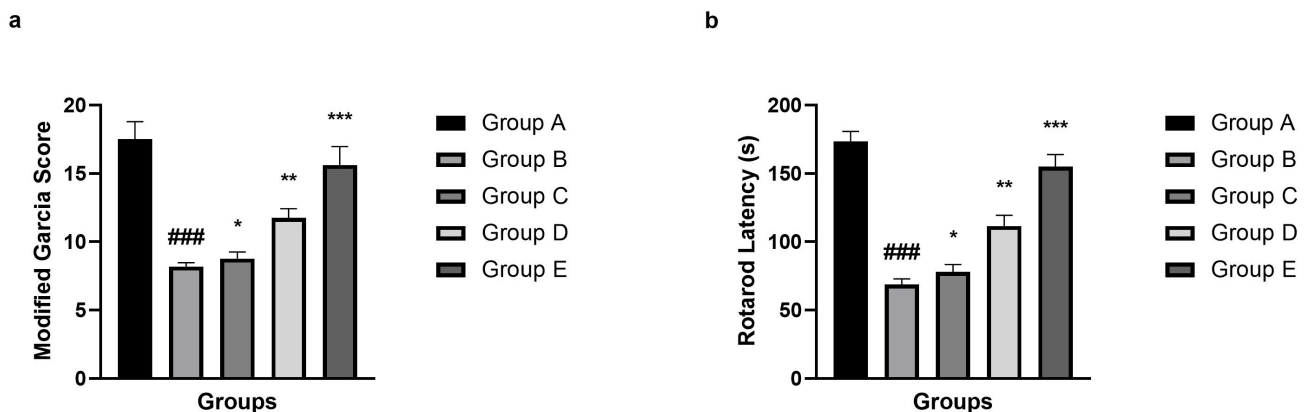 a
Modified Garcia Score
20
15
10
5
0
###
*
**
***
Groups
Group A
Group B
Group C
Group D
Group E
b
Rotarod Latency (s)
200
150
100
50
0
###
*
**
***
Groups
Group A
Group B
Group C
Group D
Group E